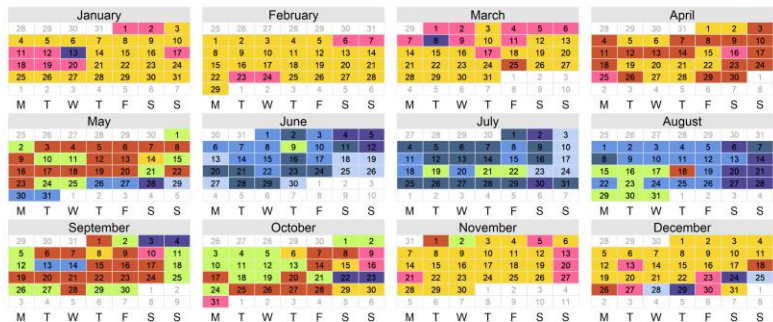 January
28 29 30 31 1 2 3
4 5 6 7 8 9 10
11 12 13 14 15 16 17
18 19 20 21 22 23 24
25 26 27 28 29 30 31
1 2 3 4 5 6 7
M T W T F S S
February
25 26 27 28 29 30 31
1 2 3 4 5 6 7
8 9 10 11 12 13 14
15 16 17 18 19 20 21
22 23 24 25 26 27 28
29 1 2 3 4 5 6
M T W T F S S
March
29 1 2 3 4 5 6
7 8 9 10 11 12 13
14 15 16 17 18 19 20
21 22 23 24 25 26 27
28 29 30 31 1 2 3
4 5 6 7 8 9 10
M T W T F S S
April
28 29 30 31 1 2 3
4 5 6 7 8 9 10
11 12 13 14 15 16 17
18 19 20 21 22 23 24
25 26 27 28 29 30 1
2 3 4 5 6 7 8
M T W T F S S
May
25 26 27 28 29 30 1
2 3 4 5 6 7 8
9 10 11 12 13 14 15
16 17 18 19 20 21 22
23 24 25 26 27 28 29
30 31 1 2 3 4 5
M T W T F S S
June
30 31 1 2 3 4 5
6 7 8 9 10 11 12
13 14 15 16 17 18 19
20 21 22 23 24 25 26
27 28 29 30 1 2 3
4 5 6 7 8 9 10
M T W T F S S
July
27 28 29 30 1 2 3
4 5 6 7 8 9 10
11 12 13 14 15 16 17
18 19 20 21 22 23 24
25 26 27 28 29 30 31
1 2 3 4 5 6 7
M T W T F S S
August
25 26 27 28 29 30 31
1 2 3 4 5 6 7
8 9 10 11 12 13 14
15 16 17 18 19 20 21
22 23 24 25 26 27 28
29 30 31 1 2 3 4
M T W T F S S
September
29 30 31 1 2 3 4
5 6 7 8 9 10 11
12 13 14 15 16 17 18
19 20 21 22 23 24 25
26 27 28 29 30 1 2
3 4 5 6 7 8 9
M T W T F S S
October
26 27 28 29 30 1 2
3 4 5 6 7 8 9
10 11 12 13 14 15 16
17 18 19 20 21 22 23
24 25 26 27 28 29 30
31 1 2 3 4 5 6
M T W T F S S
November
31 1 2 3 4 5 6
7 8 9 10 11 12 13
14 15 16 17 18 19 20
21 22 23 24 25 26 27
28 29 30 1 2 3 4
5 6 7 8 9 10 11
M T W T F S S
December
28 29 30 1 2 3 4
5 6 7 8 9 10 11
12 13 14 15 16 17 18
19 20 21 22 23 24 25
26 27 28 29 30 31 1
2 3 4 5 6 7 8
M T W T F S S